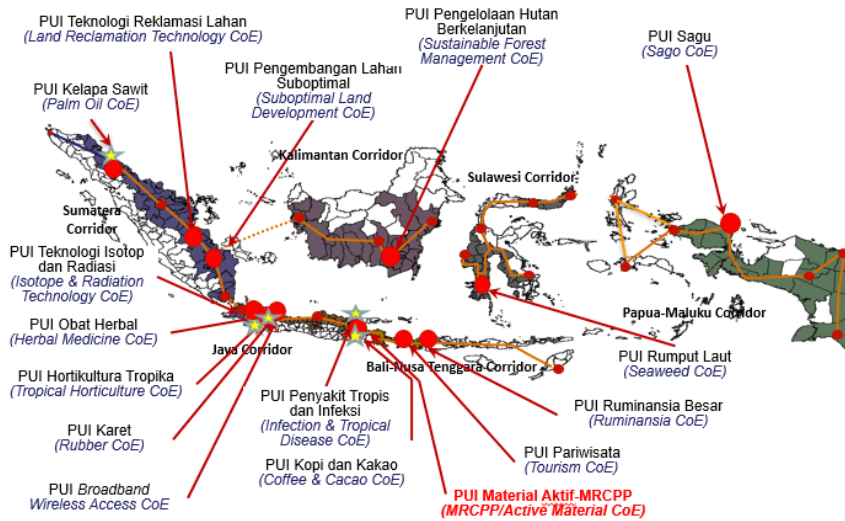 PUI Teknologi Reklamasi Lahan
(Land Reclamation Technology CoE)
PUI Pengelolaan Hutan
Berkelanjutan
(Sustainable Forest
Management CoE)
PUI Sagu
(Sago CoE)
PUI Pengembangan Lahan
Suboptimal
(Suboptimal Land
Development CoE)
PUI Kelapa Sawit
(Palm Oil CoE)
Kalimantan Corridor
Sulawesi Corridor
Sumatera
Corridor
PUI Teknologi Isotop
dan Radiasi
(Isotope & Radiation
Technology CoE)
Papua-Maluku Corridor
PUI Obat Herbal
(Herbal Medicine CoE)
Java Corridor
Bali-Nusa Tenggara Corridor
PUI Rumput Laut
(Seaweed CoE)
PUI Hortikultura Tropika
(Tropical Horticulture CoE)
PUI Penyakit Tropis
dan Infeksi
(Infection & Tropical
Disease CoE)
PUI Ruminansia Besar
(Ruminansia CoE)
PUI Karet
(Rubber CoE)
PUI Kopi dan Kakao
(Coffee & Cacao CoE)
PUI Pariwisata
(Tourism CoE)
PUI Broadband
Wireless Access CoE
PUI Material Aktif-MRCPP
(MRCPP/Active Material CoE)